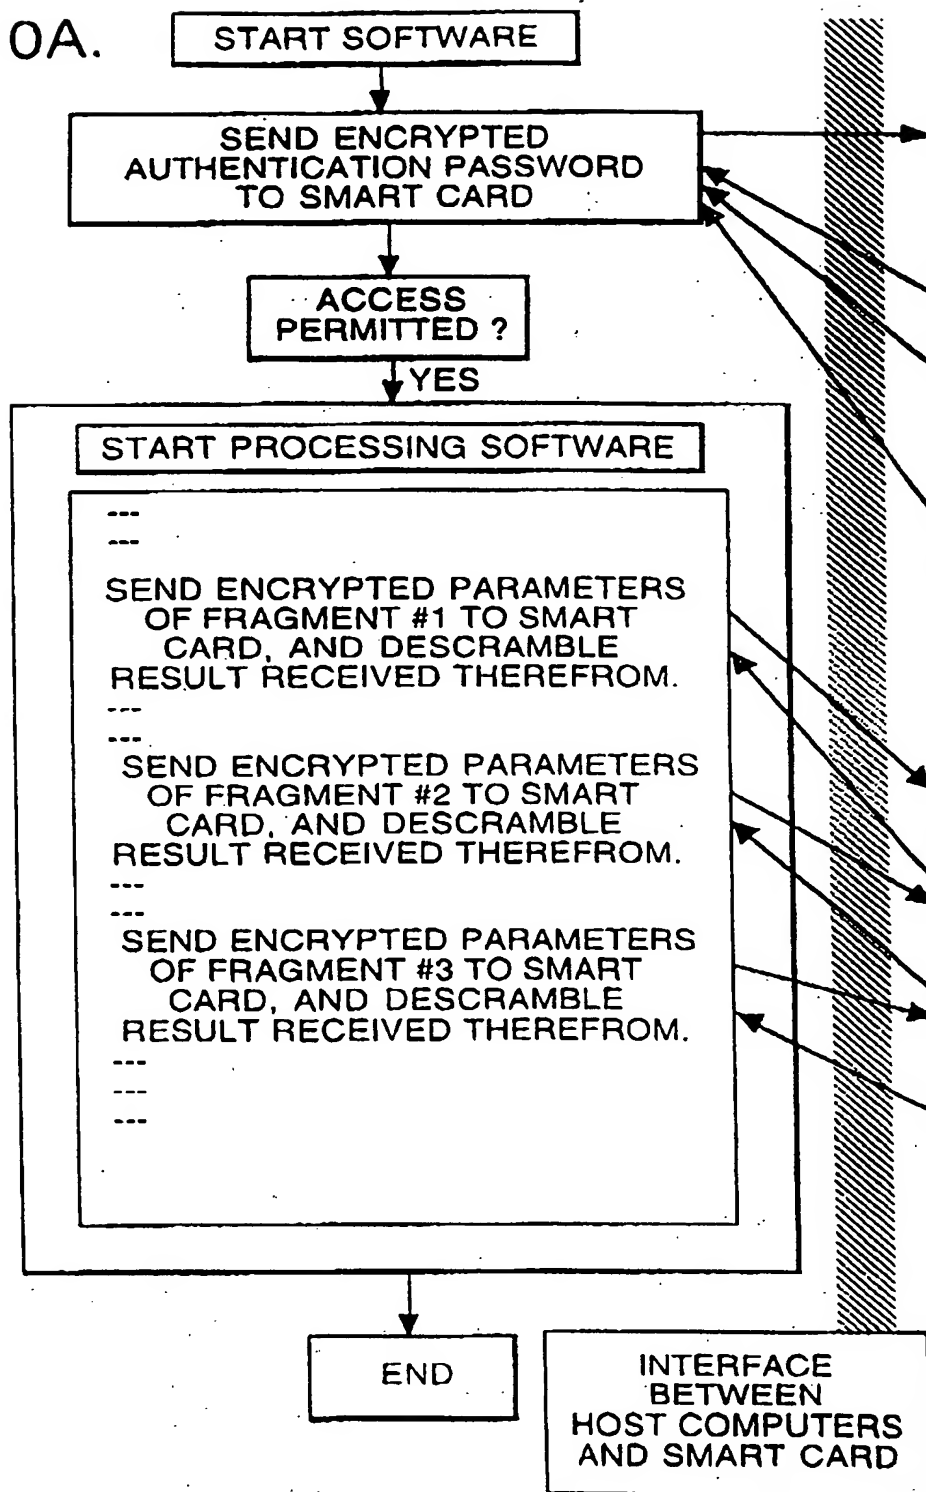 0A.
START SOFTWARE
SEND ENCRYPTED
AUTHENTICATION PASSWORD
TO SMART CARD
ACCESS
PERMITTED ?
YES
START PROCESSING SOFTWARE
---
---
SEND ENCRYPTED PARAMETERS
OF FRAGMENT #1 TO SMART
CARD, AND DESCRAMBLE
RESULT RECEIVED THEREFROM.
---
---
SEND ENCRYPTED PARAMETERS
OF FRAGMENT #2 TO SMART
CARD, AND DESCRAMBLE
RESULT RECEIVED THEREFROM.
---
---
SEND ENCRYPTED PARAMETERS
OF FRAGMENT #3 TO SMART
CARD, AND DESCRAMBLE
RESULT RECEIVED THEREFROM.
---
---
---
END
INTERFACE
BETWEEN
HOST COMPUTERS
AND SMART CARD